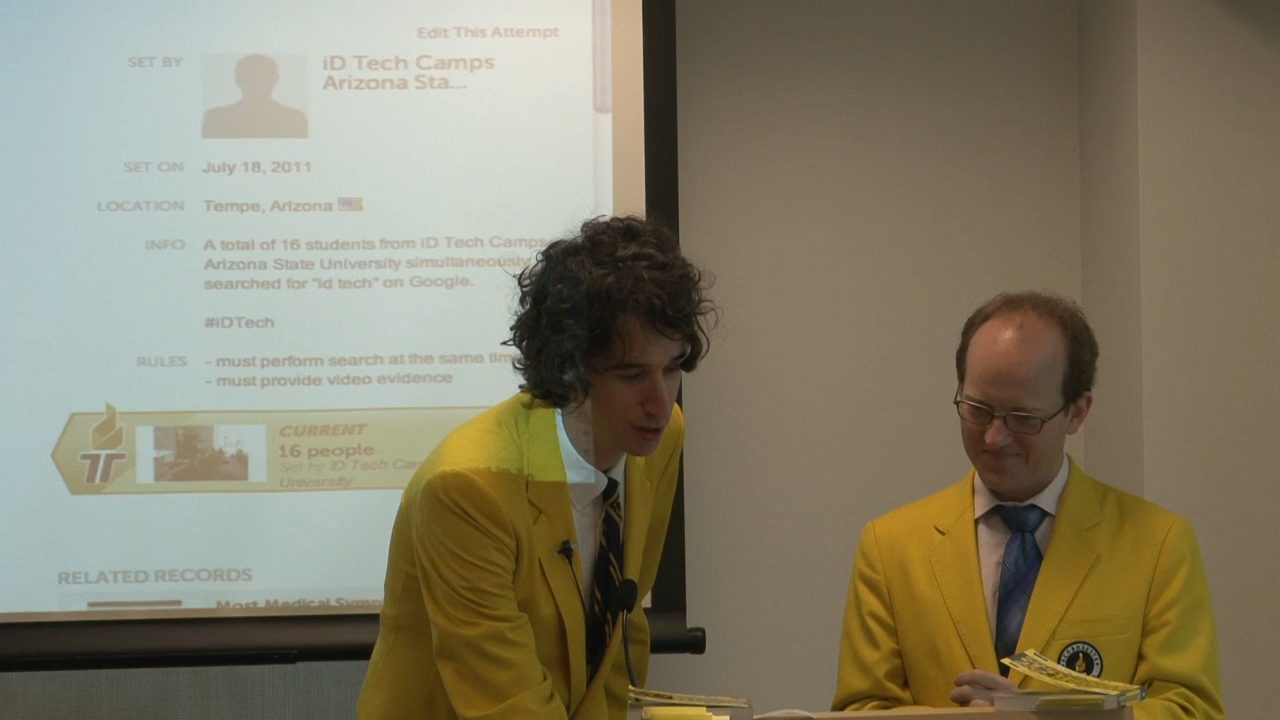 Edit This Attempt
SET BY
iD Tech Camps
Arizona Sta...
SET ON July 18, 2011
LOCATION Tempe, Arizona
INFO A total of 16 students from iD Tech Camps
Arizona State University simultaneously
searched for "id tech" on Google.
#iDTech
RULES - must perform search at the same
- must provide video evidence
CURRENT
16 people
Set by iD Tech
University
RELATED RECORDS
Most Medical